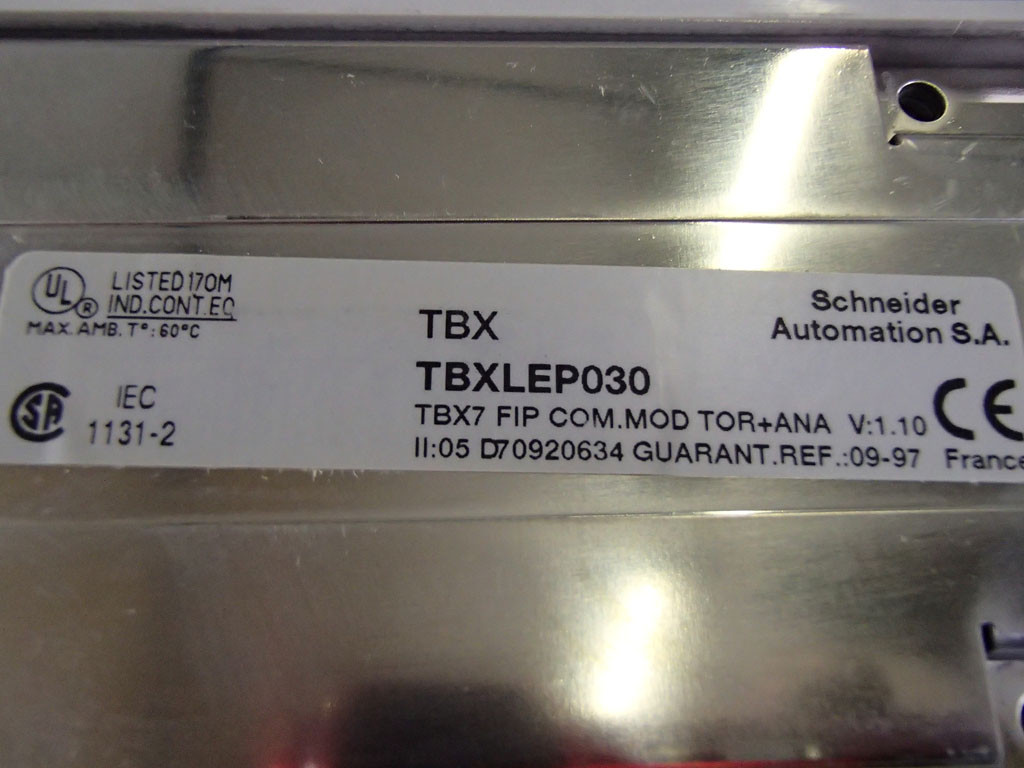 UL ® LISTED 170M
IND.CONT.EQ
MAX. AMB. T°: 60°C
SA IEC
1131-2
TBX
TBXLEP030
TBX7 FIP COM.MOD TOR+ANA V:1.10
II:05 D70920634 GUARANT.REF.:09-97 France
Schneider
Automation S.A.
CE